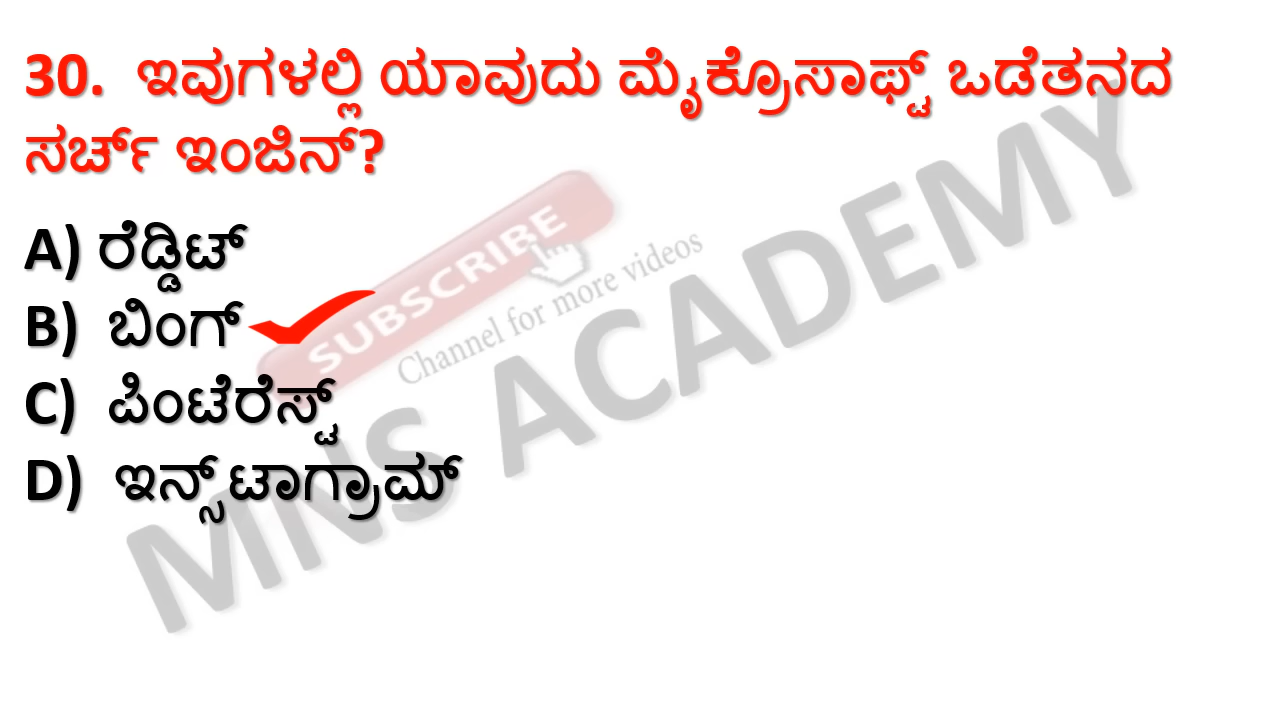 30. ಇವುಗಳಲ್ಲಿ ಯಾವುದು ಮೈಕ್ರೊಸಾಫ್ಟ್ ಒಡೆತನದ
ಸರ್ಚ್ ಇಂಜಿನ್?
A) ರೆಡ್ಡಿಟ್
B) ಬಿಂಗ್
C) ಪಿಂಟೆರೆಸ್ಟ್
D) ಇನ್ಸ್‌ಟಾಗ್ರಾಮ್
SUBSCRIBE
Channel for more videos
MNS ACADEMY